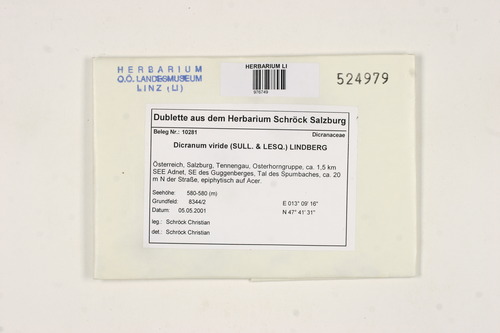 HERBARIUM
O.Ö. LANDESMUSEUM
LINZ (LI)
HERBARIUM LI
524979
Dublette aus dem Herbarium Schröck Salzburg
Beleg Nr.: 10281
Dicranaceae
Dicranum viride (SULL. & LESQ.) LINDBERG
Österreich, Salzburg, Tennengau, Osterhorngruppe, ca. 1,5 km
SEE Adnet, SE des Guggenberges, Tal des Spumbaches, ca. 20
m N der Straße, epiphytisch auf Acer.
Seehöhe: 580-580 (m)
Grundfeld: 8344/2
E 013° 09' 16"
Datum: 05.05.2001
N 47° 41' 31"
leg.: Schröck Christian
det.: Schröck Christian